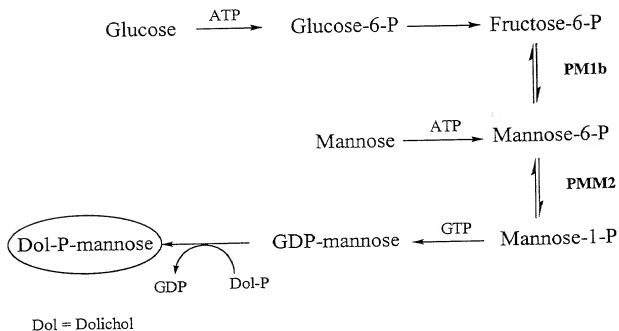 Glucose ATP Glucose-6-P Fructose-6-P
PM1b
Mannose ATP Mannose-6-P
PMM2
Dol-P-mannose GDP-mannose GTP Mannose-1-P
GDP Dol-P
Dol = Dolichol